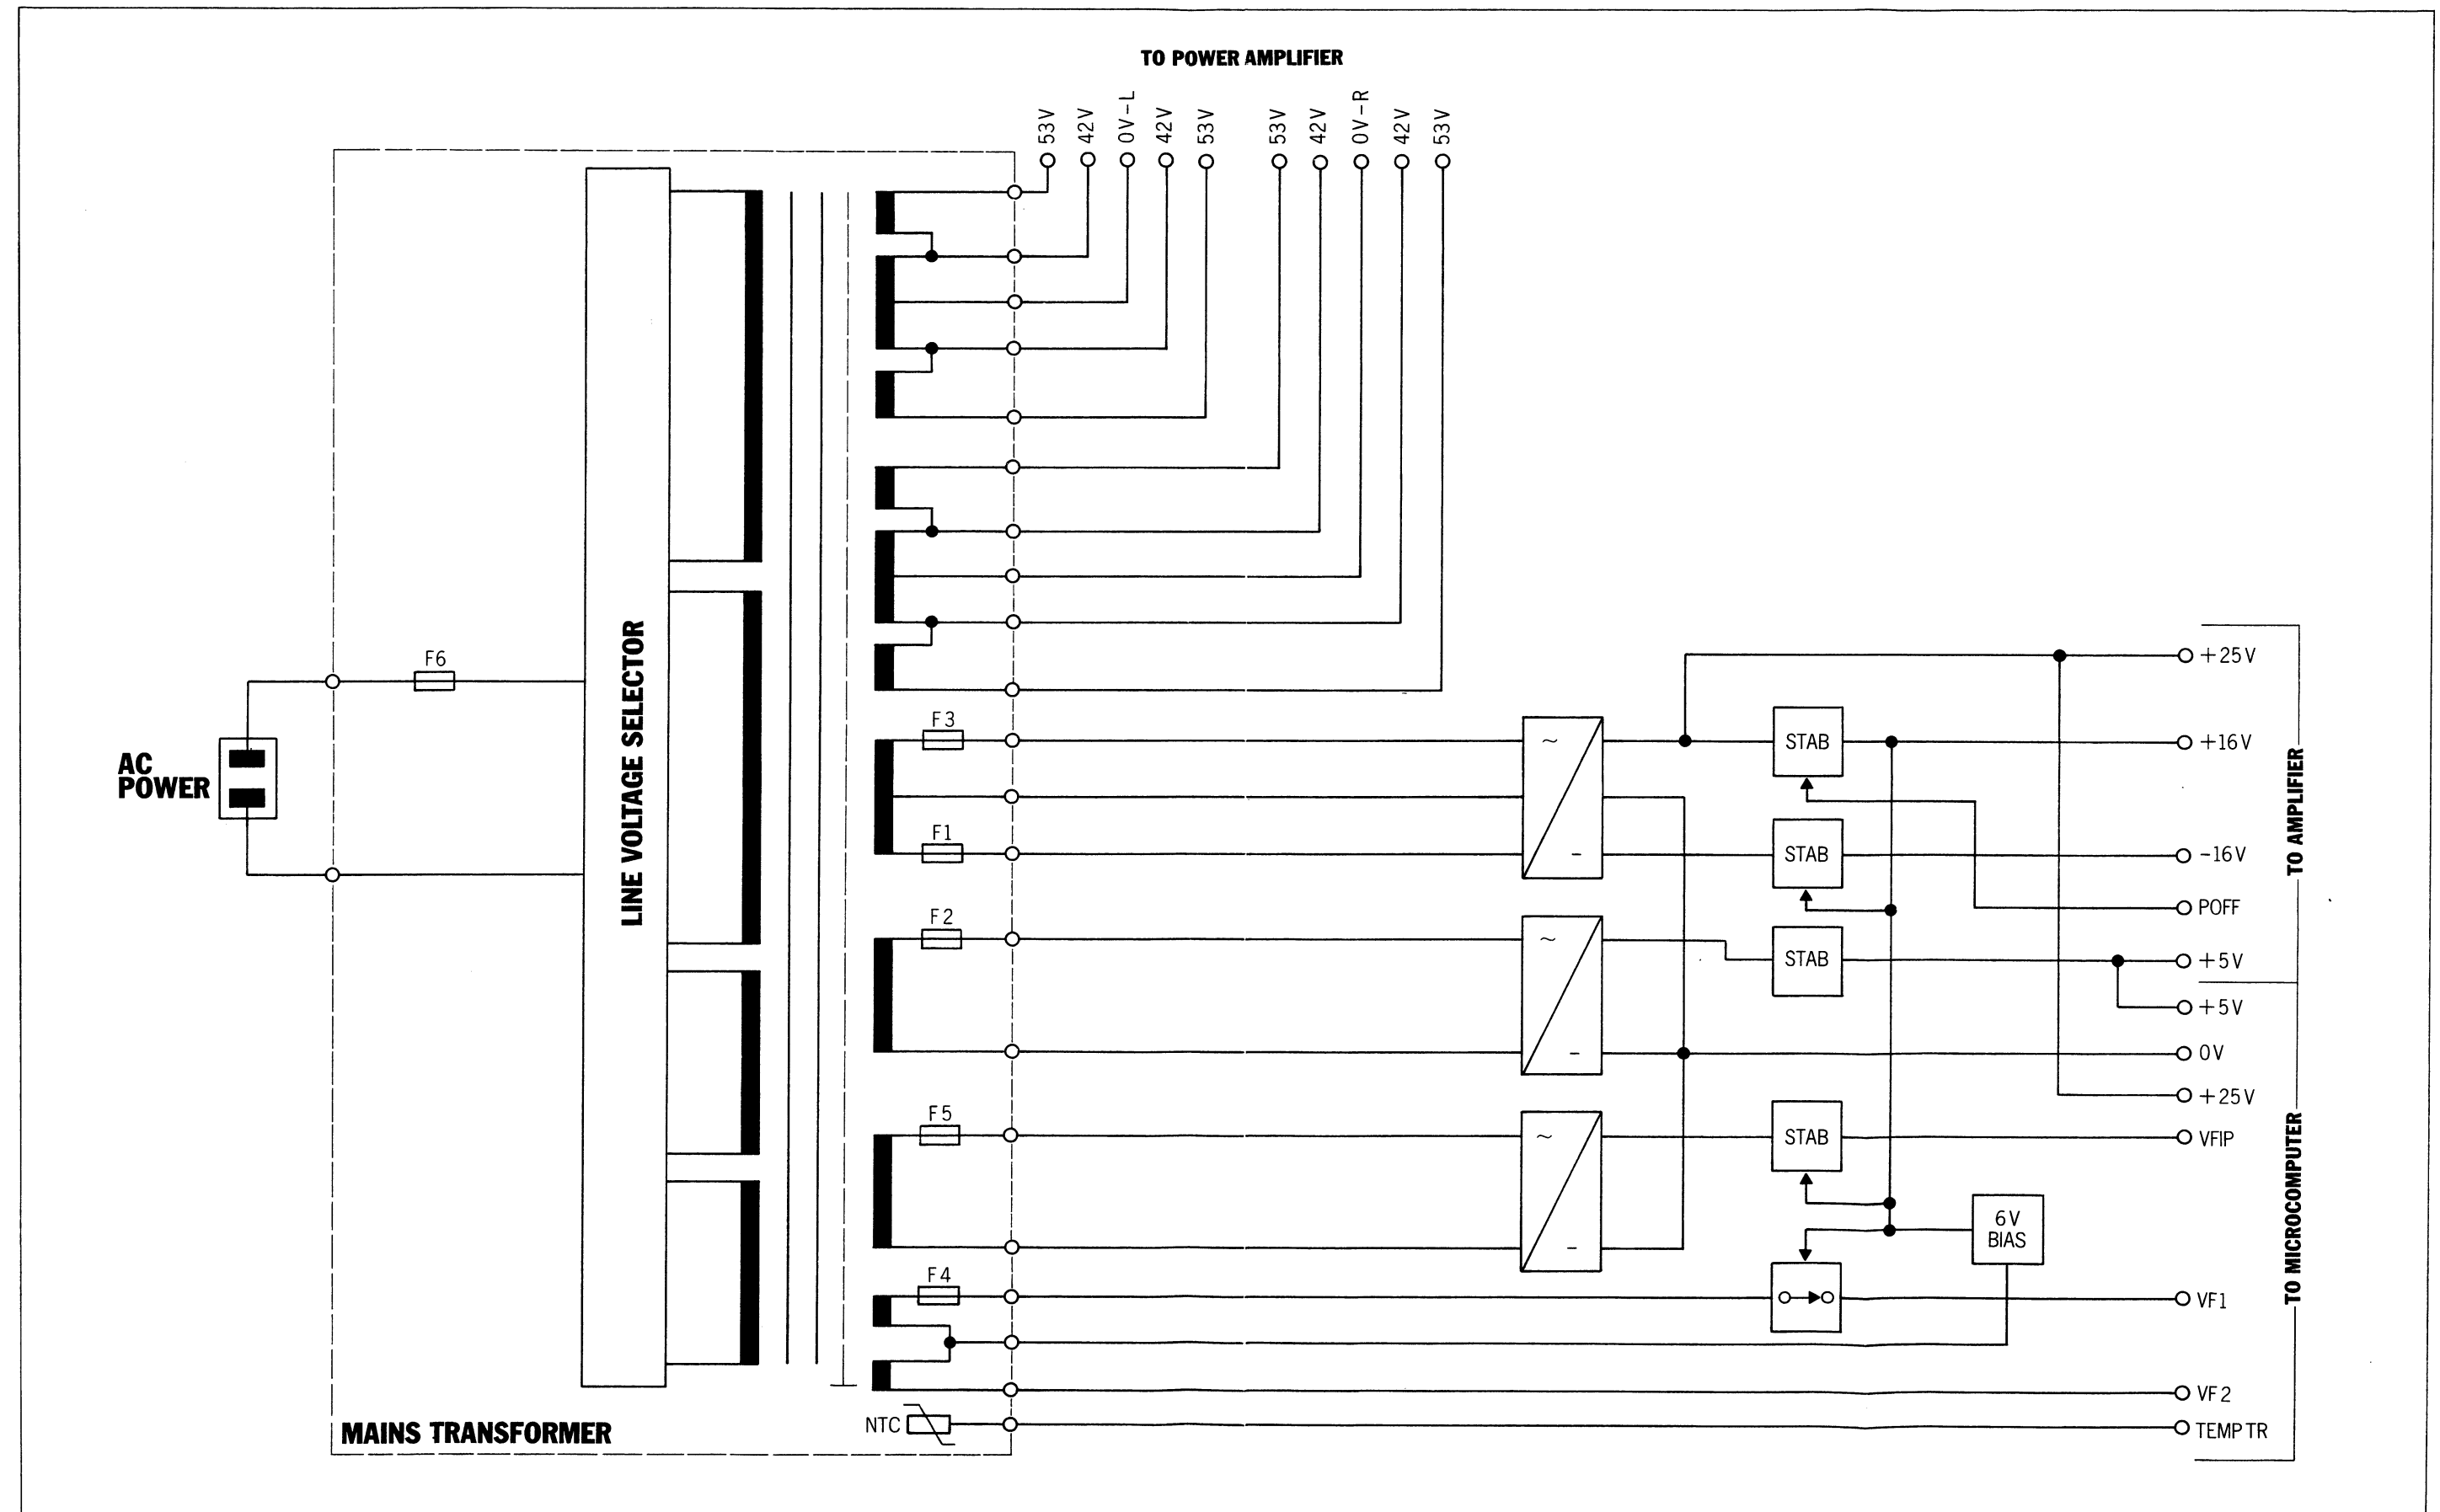 TO POWER AMPLIFIER
53V
42V
0V-L
42V
53V
53V
42V
0V-R
42V
53V
F6
LINE VOLTAGE SELECTOR
AC
POWER
F3
F1
F2
F5
F4
NTC
MAINS TRANSFORMER
~
-
~
-
~
-
STAB
STAB
STAB
STAB
6V
BIAS
+25V
+16V
-16V
POFF
+5V
+5V
0V
+25V
VFIP
VF1
VF2
TEMP TR
TO AMPLIFIER
TO MICROCOMPUTER